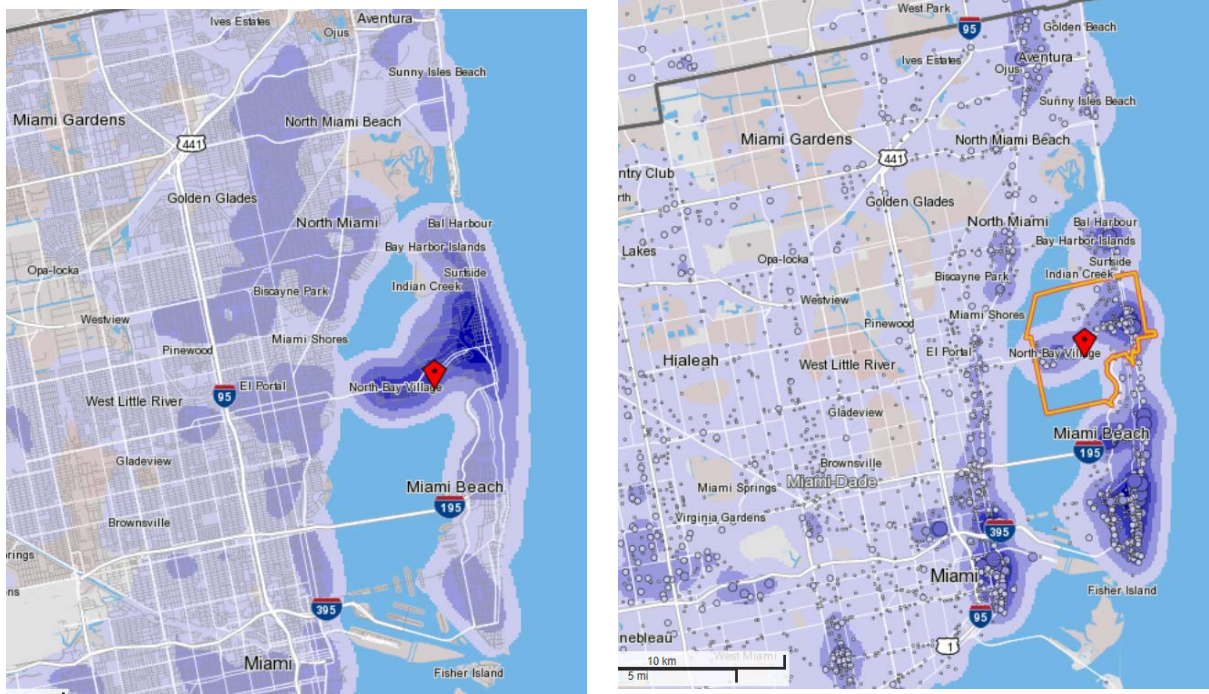 Ives Estates
Aventura
Ojus
Sunny Isles Beach
Miami Gardens
North Miami Beach
441
Golden Glades
North Miami
Bal Harbour
Bay Harbor Islands
Opa-locka
Surfside
Indian Creek
Biscayne Park
Westview
Miami Shores
Pinewood
El Portal
North Bay Village
95
West Little River
Gladeview
Miami Beach
195
Brownsville
prings
ns
395
Miami
Fisher Island
West Park
95
Golden Beach
Ives Estates
Aventura
Ojus
Sunny Isles Beach
Miami Gardens
North Miami Beach
441
ntry Club
rth
Golden Glades
North Miami
Bal Harbour
Lakes
Bay Harbor Islands
Opa-locka
Surfside
Biscayne Park
Indian Creek
Westview
Miami Shores
Pinewood
El Portal
North Bay Village
Hialeah
West Little River
Gladeview
Miami Beach
195
Brownsville
Miami Springs
Miami-Dade
Virginia Gardens
395
Miami
Fisher Island
95
1
nebleau
West Miami
10 km
5 mi